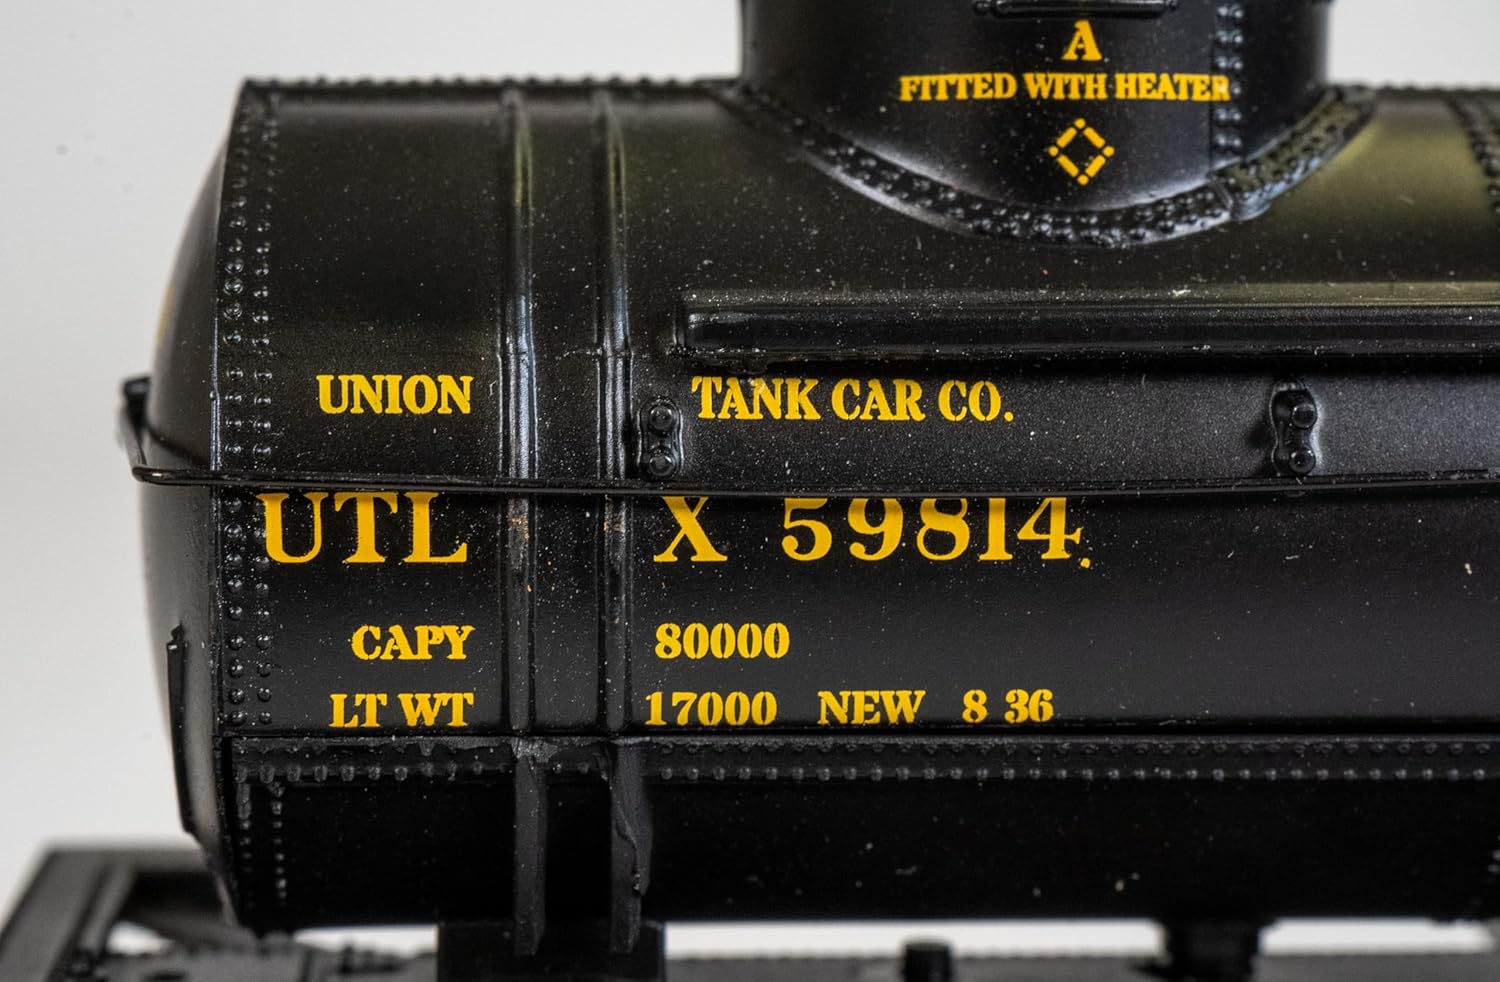 A
FITTED WITH HEATER
UNION TANK CAR CO.
UTL X 59814.
CAPY 80000
LT WT 17000 NEW 8 36